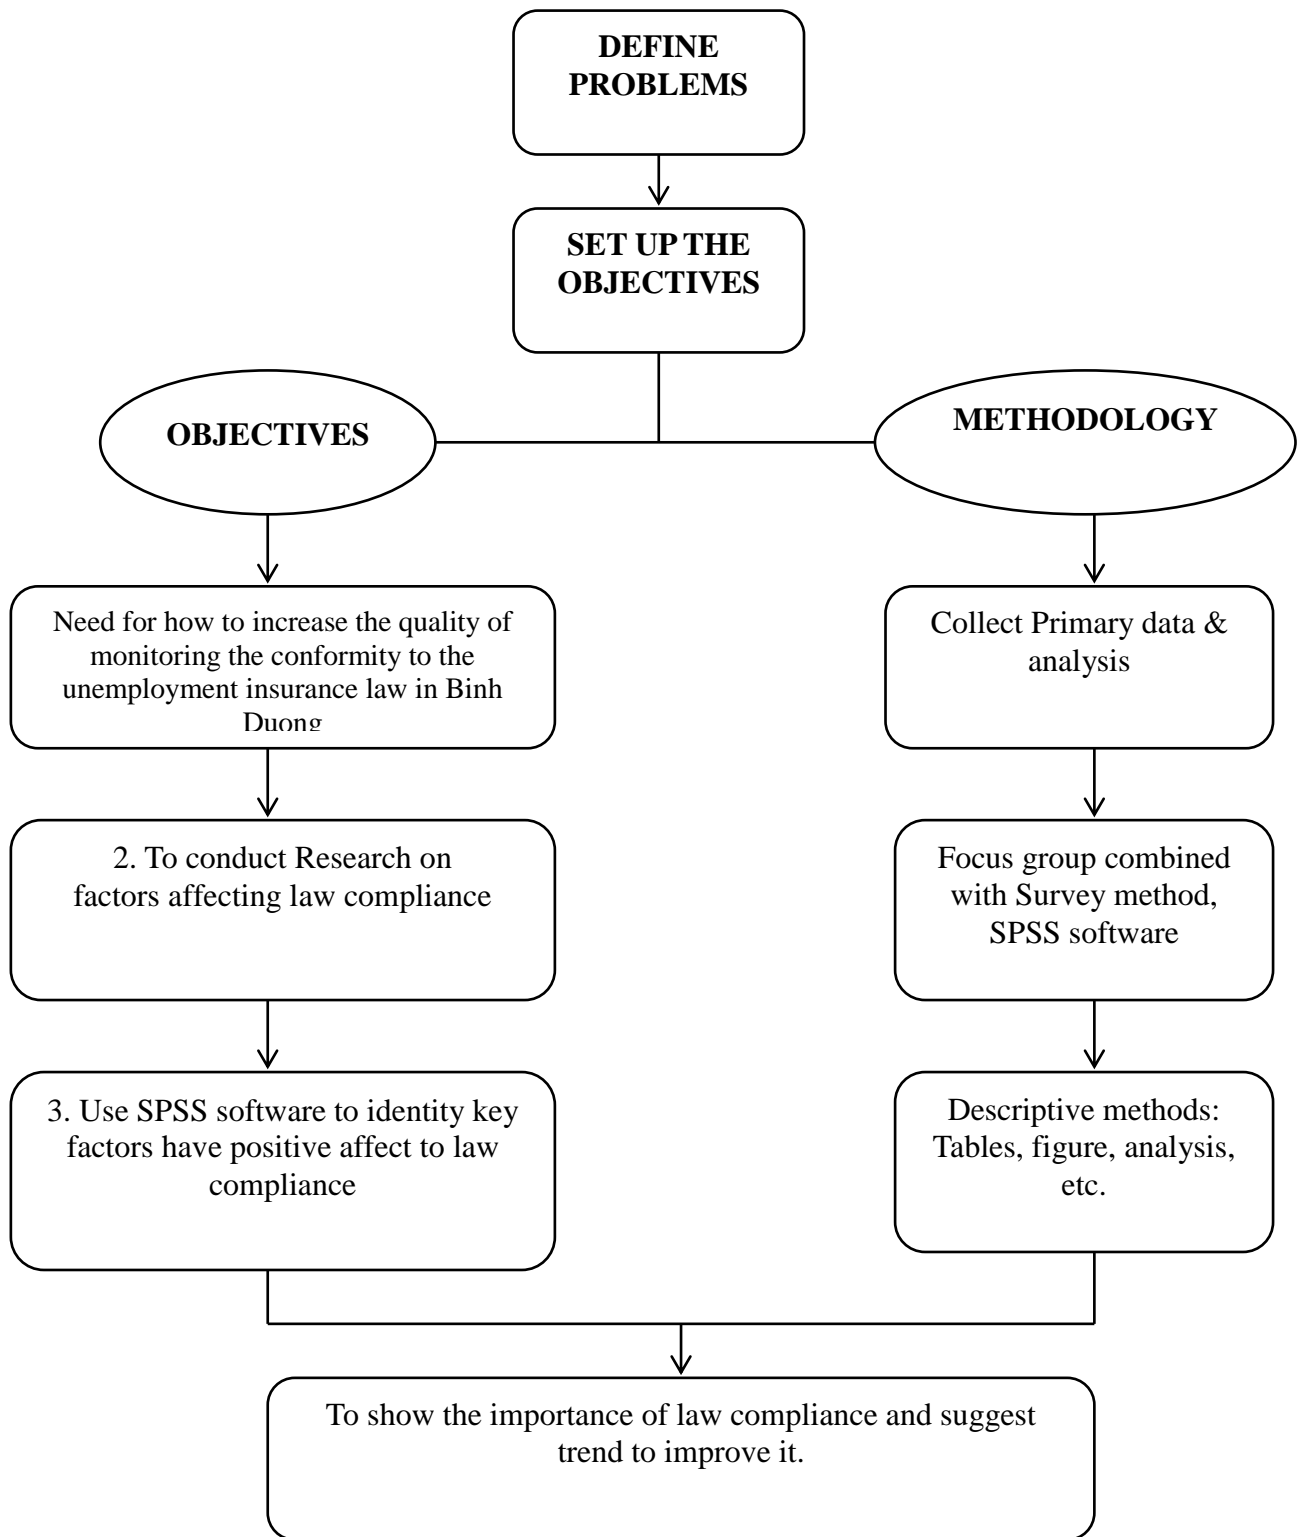 DEFINE
PROBLEMS
SET UP THE
OBJECTIVES
OBJECTIVES
METHODOLOGY
Need for how to increase the quality of
monitoring the conformity to the
unemployment insurance law in Binh
Duong
Collect Primary data &
analysis
2. To conduct Research on
factors affecting law compliance
Focus group combined
with Survey method,
SPSS software
3. Use SPSS software to identity key
factors have positive affect to law
compliance
Descriptive methods:
Tables, figure, analysis,
etc.
To show the importance of law compliance and suggest
trend to improve it.